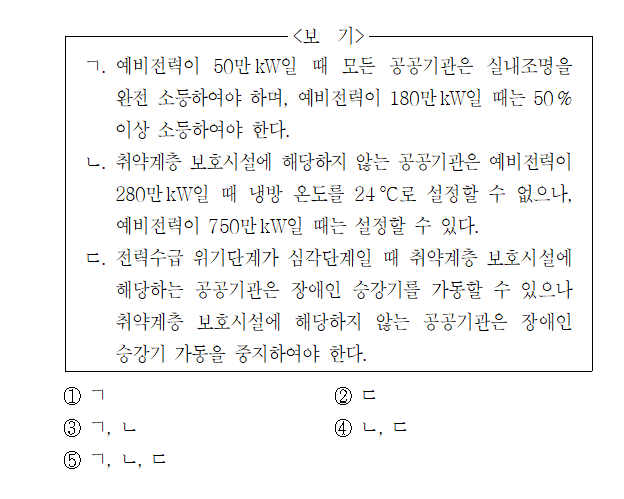 <보 기>
ㄱ. 예비전력이 50만kW일 때 모든 공공기관은 실내조명을
완전 소등하여야 하며, 예비전력이 180만kW일 때는 50%
이상 소등하여야 한다.
ㄴ. 취약계층 보호시설에 해당하지 않는 공공기관은 예비전력이
280만kW일 때 냉방 온도를 24℃로 설정할 수 없으나,
예비전력이 750만kW일 때는 설정할 수 있다.
ㄷ. 전력수급 위기단계가 심각단계일 때 취약계층 보호시설에
해당하는 공공기관은 장애인 승강기를 가동할 수 있으나
취약계층 보호시설에 해당하지 않는 공공기관은 장애인
승강기 가동을 중지하여야 한다.
① ㄱ ② ㄷ
③ ㄱ, ㄴ ④ ㄴ, ㄷ
⑤ ㄱ, ㄴ, ㄷ